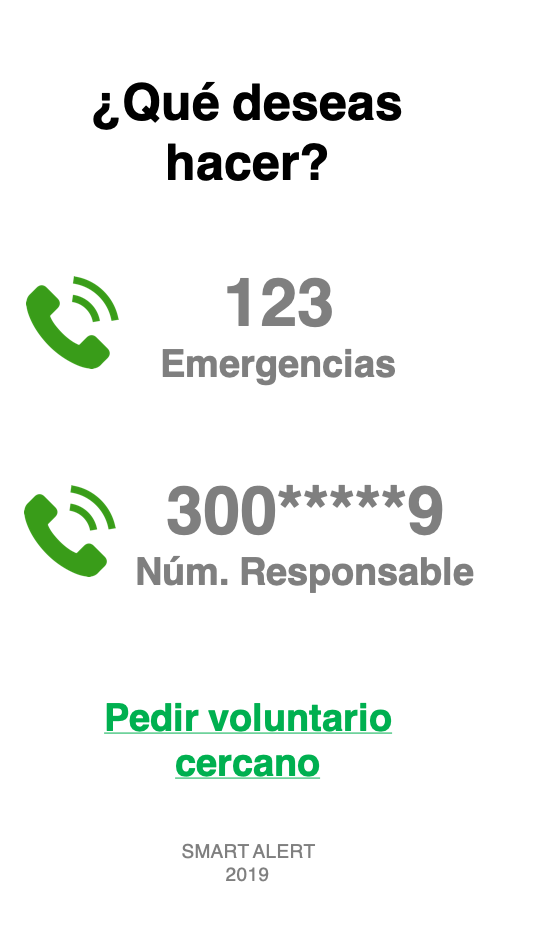 ¿Qué deseas
hacer?
123
Emergencias
300*****9
Núm. Responsable
Pedir voluntario
cercano
SMART ALERT
2019